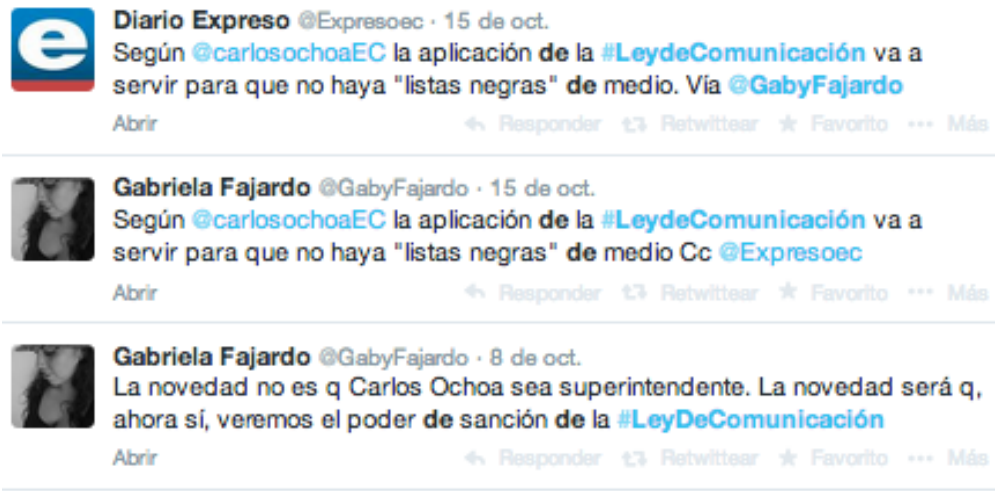 Diario Expreso @Expresoec · 15 de oct.
Según @carlosochoaEC la aplicación de la #LeydeComunicación va a
servir para que no haya "listas negras" de medio. Vía @GabyFajardo
Abrir Responder Retwittear Favorito ··· Más
Gabriela Fajardo @GabyFajardo · 15 de oct.
Según @carlosochoaEC la aplicación de la #LeydeComunicación va a
servir para que no haya "listas negras" de medio Cc @Expresoec
Abrir Responder Retwittear Favorito ··· Más
Gabriela Fajardo @GabyFajardo · 8 de oct.
La novedad no es q Carlos Ochoa sea superintendente. La novedad será q,
ahora sí, veremos el poder de sanción de la #LeyDeComunicación
Abrir Responder Retwittear Favorito ··· Más